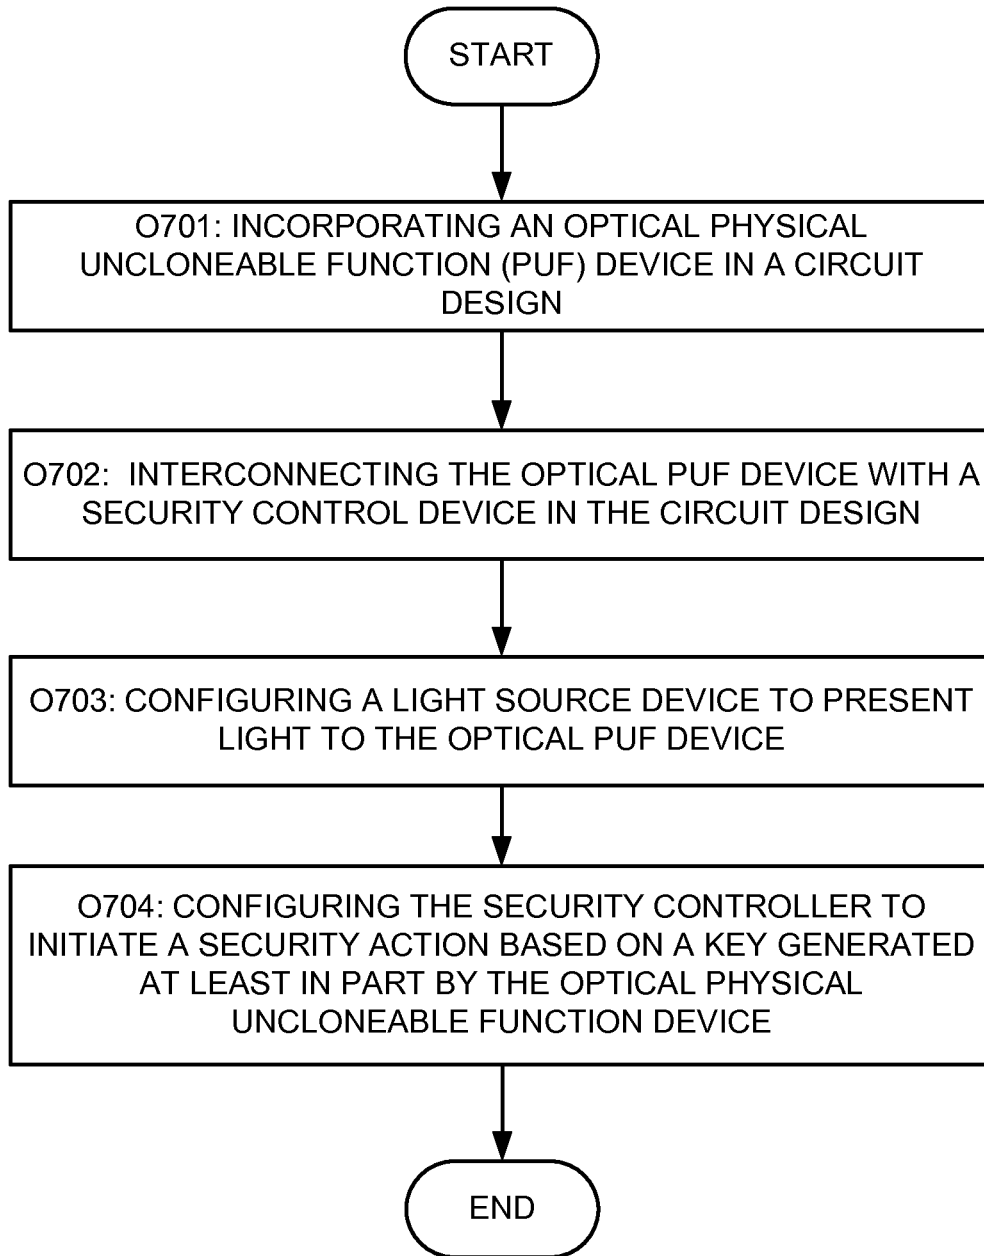 START
O701: INCORPORATING AN OPTICAL PHYSICAL
UNCLONEABLE FUNCTION (PUF) DEVICE IN A CIRCUIT
DESIGN
O702:  INTERCONNECTING THE OPTICAL PUF DEVICE WITH A
SECURITY CONTROL DEVICE IN THE CIRCUIT DESIGN
O703: CONFIGURING A LIGHT SOURCE DEVICE TO PRESENT
LIGHT TO THE OPTICAL PUF DEVICE
O704: CONFIGURING THE SECURITY CONTROLLER TO
INITIATE A SECURITY ACTION BASED ON A KEY GENERATED
AT LEAST IN PART BY THE OPTICAL PHYSICAL
UNCLONEABLE FUNCTION DEVICE
END